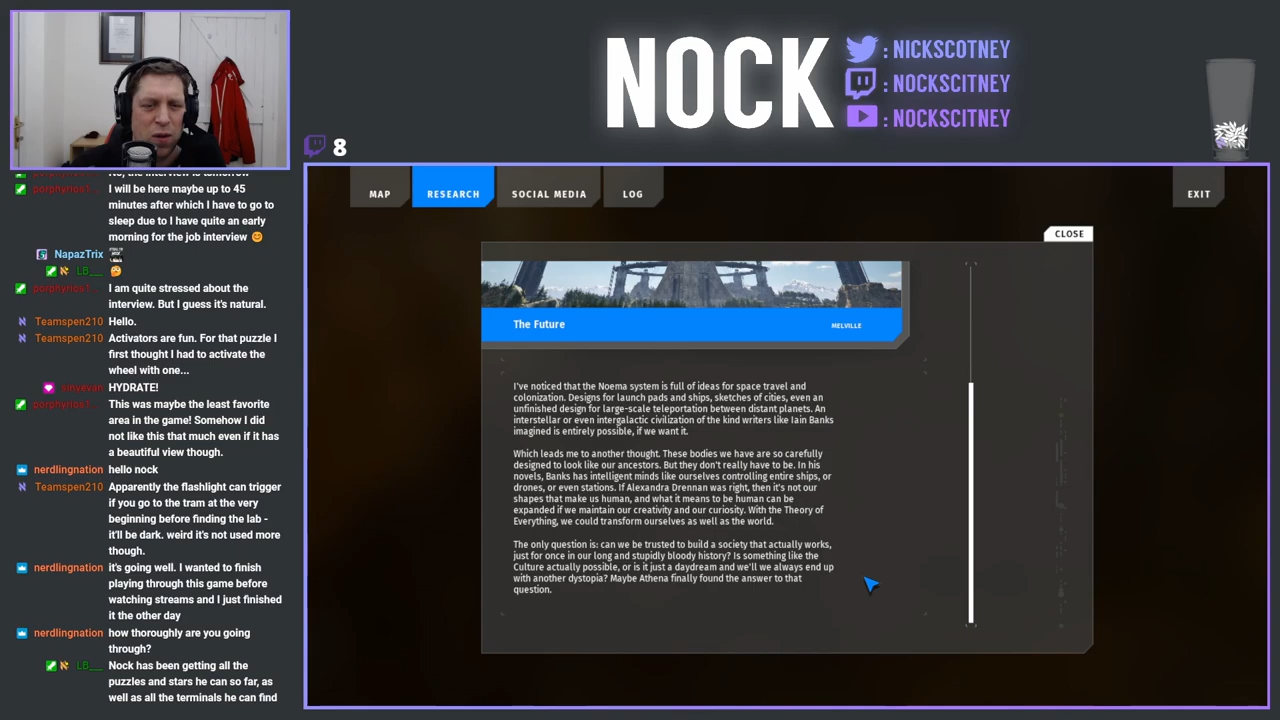 NOCK
: NICKSCOTNEY
: NOCKSCITNEY
: NOCKSCITNEY
8
No, the interview is tomorrow
porphyrios1
I will be here maybe up to 45
minutes after which I have to go to
sleep due to I have quite an early
morning for the job interview 😊
NapazTrix
LB__ 🤔
porphyrios1
I am quite stressed about the
interview. But I guess it's natural.
Teamspen210 Hello.
Teamspen210 Activators are fun. For that puzzle I
first thought I had to activate the
wheel with one...
HYDRATE!
porphyrios1 This was maybe the least favorite
area in the game! Somehow I did
not like this that much even if it has
a beautiful view though.
nerdlingnation hello nock
Teamspen210 Apparently the flashlight can trigger
if you go to the tram at the very
beginning before finding the lab -
it'll be dark. weird it's not used more
though.
nerdlingnation it's going well. I wanted to finish
playing through this game before
watching streams and I just finished
it the other day
nerdlingnation how thoroughly are you going
through?
LB__ Nock has been getting all the
puzzles and stars he can so far, as
well as all the terminals he can find
MAP
RESEARCH
SOCIAL MEDIA
LOG
EXIT
CLOSE
The Future
MELVILLE
I've noticed that the Noema system is full of ideas for space travel and
colonization. Designs for launch pads and ships, sketches of cities, even an
unfinished design for large-scale teleportation between distant planets. An
interstellar or even intergalactic civilization of the kind writers like Iain Banks
imagined is entirely possible, if we want it.
Which leads me to another thought. These bodies we have are so carefully
designed to look like our ancestors. But they don't really have to be. In his
novels, Banks has intelligent minds like ourselves controlling entire ships, or
drones, or even stations. If Alexandra Drennan was right, then it's not our
shapes that make us human, and what it means to be human can be
expanded if we maintain our creativity and our curiosity. With the Theory of
Everything, we could transform ourselves as well as the world.
The only question is: can we be trusted to build a society that actually works,
just for once in our long and stupidly bloody history? Is something like the
Culture actually possible, or is it just a daydream and we'll we always end up
with another dystopia? Maybe Athena finally found the answer to that
question.